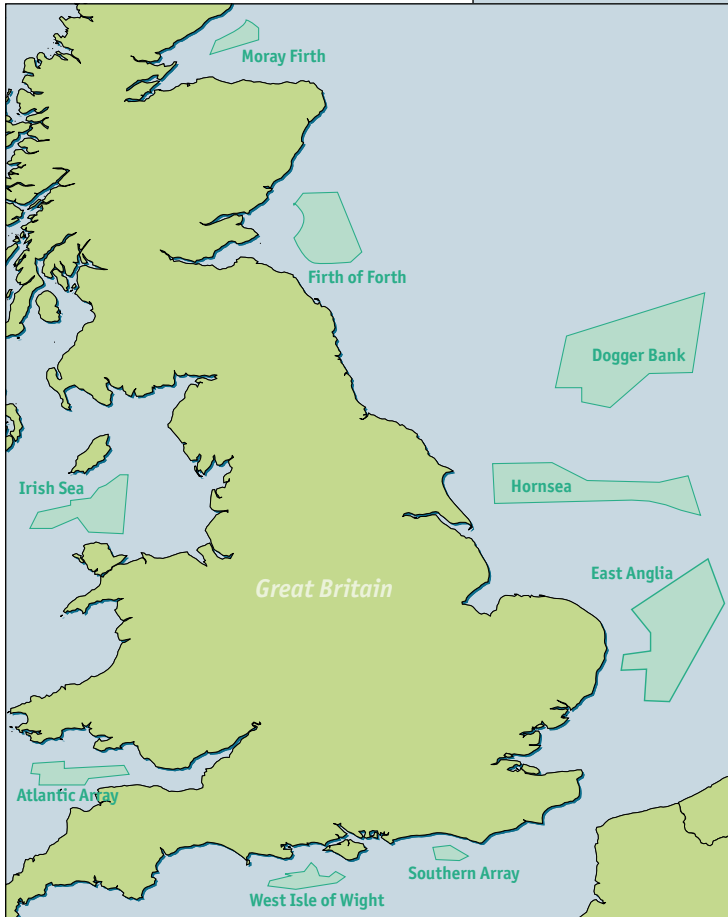 Moray Firth
Firth of Forth
Dogger Bank
Irish Sea
Hornsea
East Anglia
Great Britain
Atlantic Array
Southern Array
West Isle of Wight